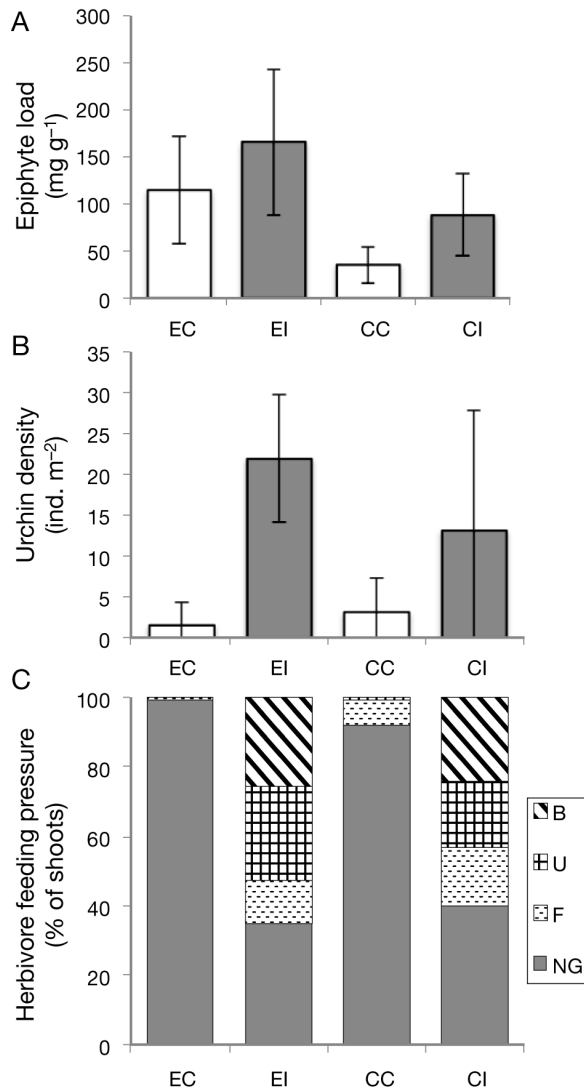 A
Epiphyte load
(mg g⁻¹)
300
250
200
150
100
50
0
EC EI CC CI
B
Urchin density
(ind. m⁻²)
35
30
25
20
15
10
5
0
EC EI CC CI
C
Herbivore feeding pressure
(% of shoots)
100
80
60
40
20
0
EC EI CC CI
B
U
F
NG